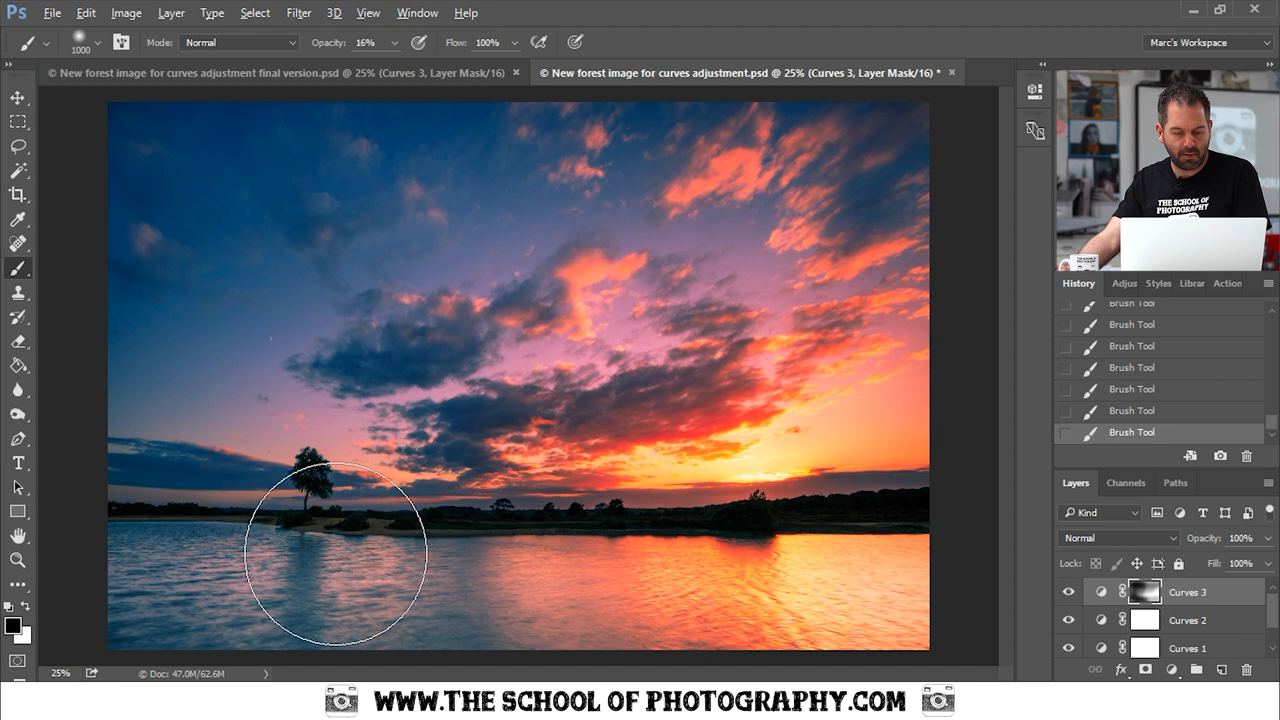 Ps File Edit Image Layer Type Select Filter 3D View Window Help
1000 Mode: Normal Opacity: 16% Flow: 100% Marc's Workspace
© New forest image for curves adjustment final version.psd @ 25% (Curves 3, Layer Mask/16) × © New forest image for curves adjustment.psd @ 25% (Curves 3, Layer Mask/16) * ×
THE SCHOOL OF
PHOTOGRAPHY
History Adjus Styles Librar Action
Brush Tool
Brush Tool
Brush Tool
Brush Tool
Brush Tool
Brush Tool
Brush Tool
Layers Channels Paths
Kind
Normal Opacity: 100%
Lock: Fill: 100%
Curves 3
Curves 2
Curves 1
25% © Doc: 47.0M/62.6M
WWW.THE SCHOOL OF PHOTOGRAPHY.COM